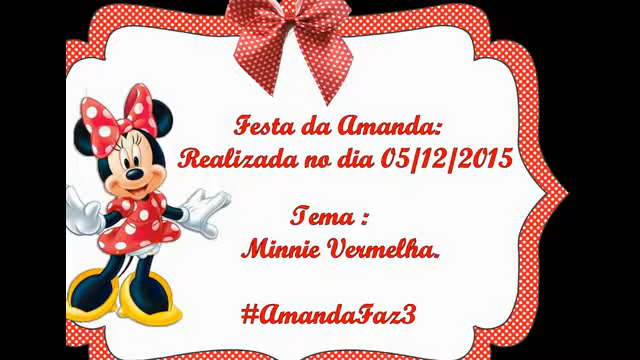 Festa da Amanda:
Realizada no dia 05/12/2015
Tema :
Minnie Vermelha.
#AmandaFaz3